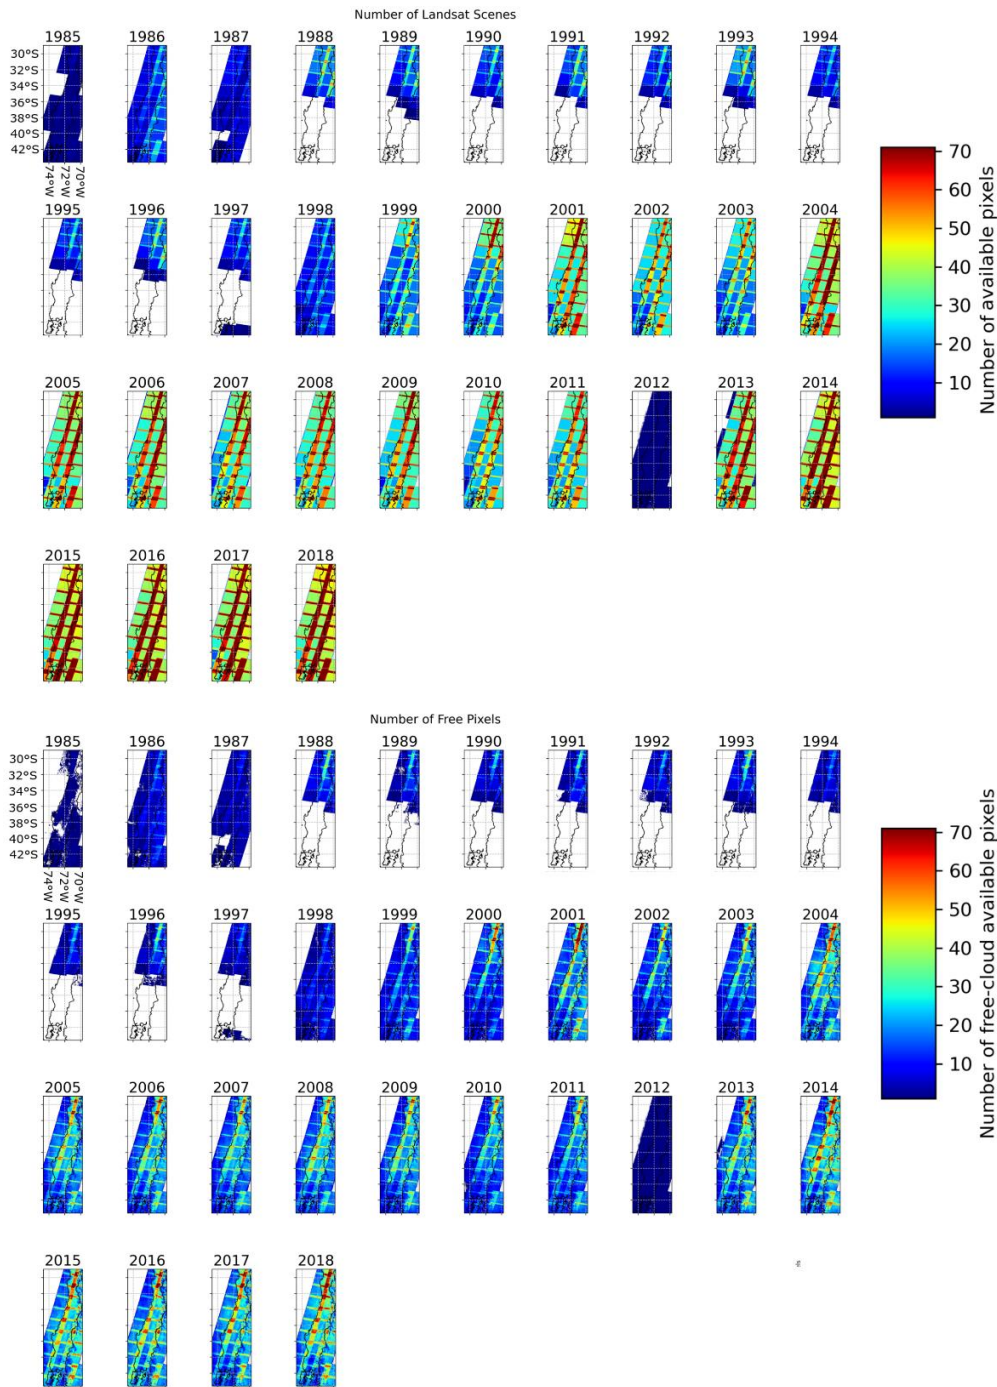 Number of Landsat Scenes
1985 1986 1987 1988 1989 1990 1991 1992 1993 1994
30°S
32°S
34°S
36°S
38°S
40°S
42°S
74°W 72°W 70°W
70
60
50
40
30
20
10
Number of available pixels
1995 1996 1997 1998 1999 2000 2001 2002 2003 2004
2005 2006 2007 2008 2009 2010 2011 2012 2013 2014
2015 2016 2017 2018
Number of Free Pixels
1985 1986 1987 1988 1989 1990 1991 1992 1993 1994
30°S
32°S
34°S
36°S
38°S
40°S
42°S
74°W 72°W 70°W
70
60
50
40
30
20
10
Number of free-cloud available pixels
1995 1996 1997 1998 1999 2000 2001 2002 2003 2004
2005 2006 2007 2008 2009 2010 2011 2012 2013 2014
2015 2016 2017 2018